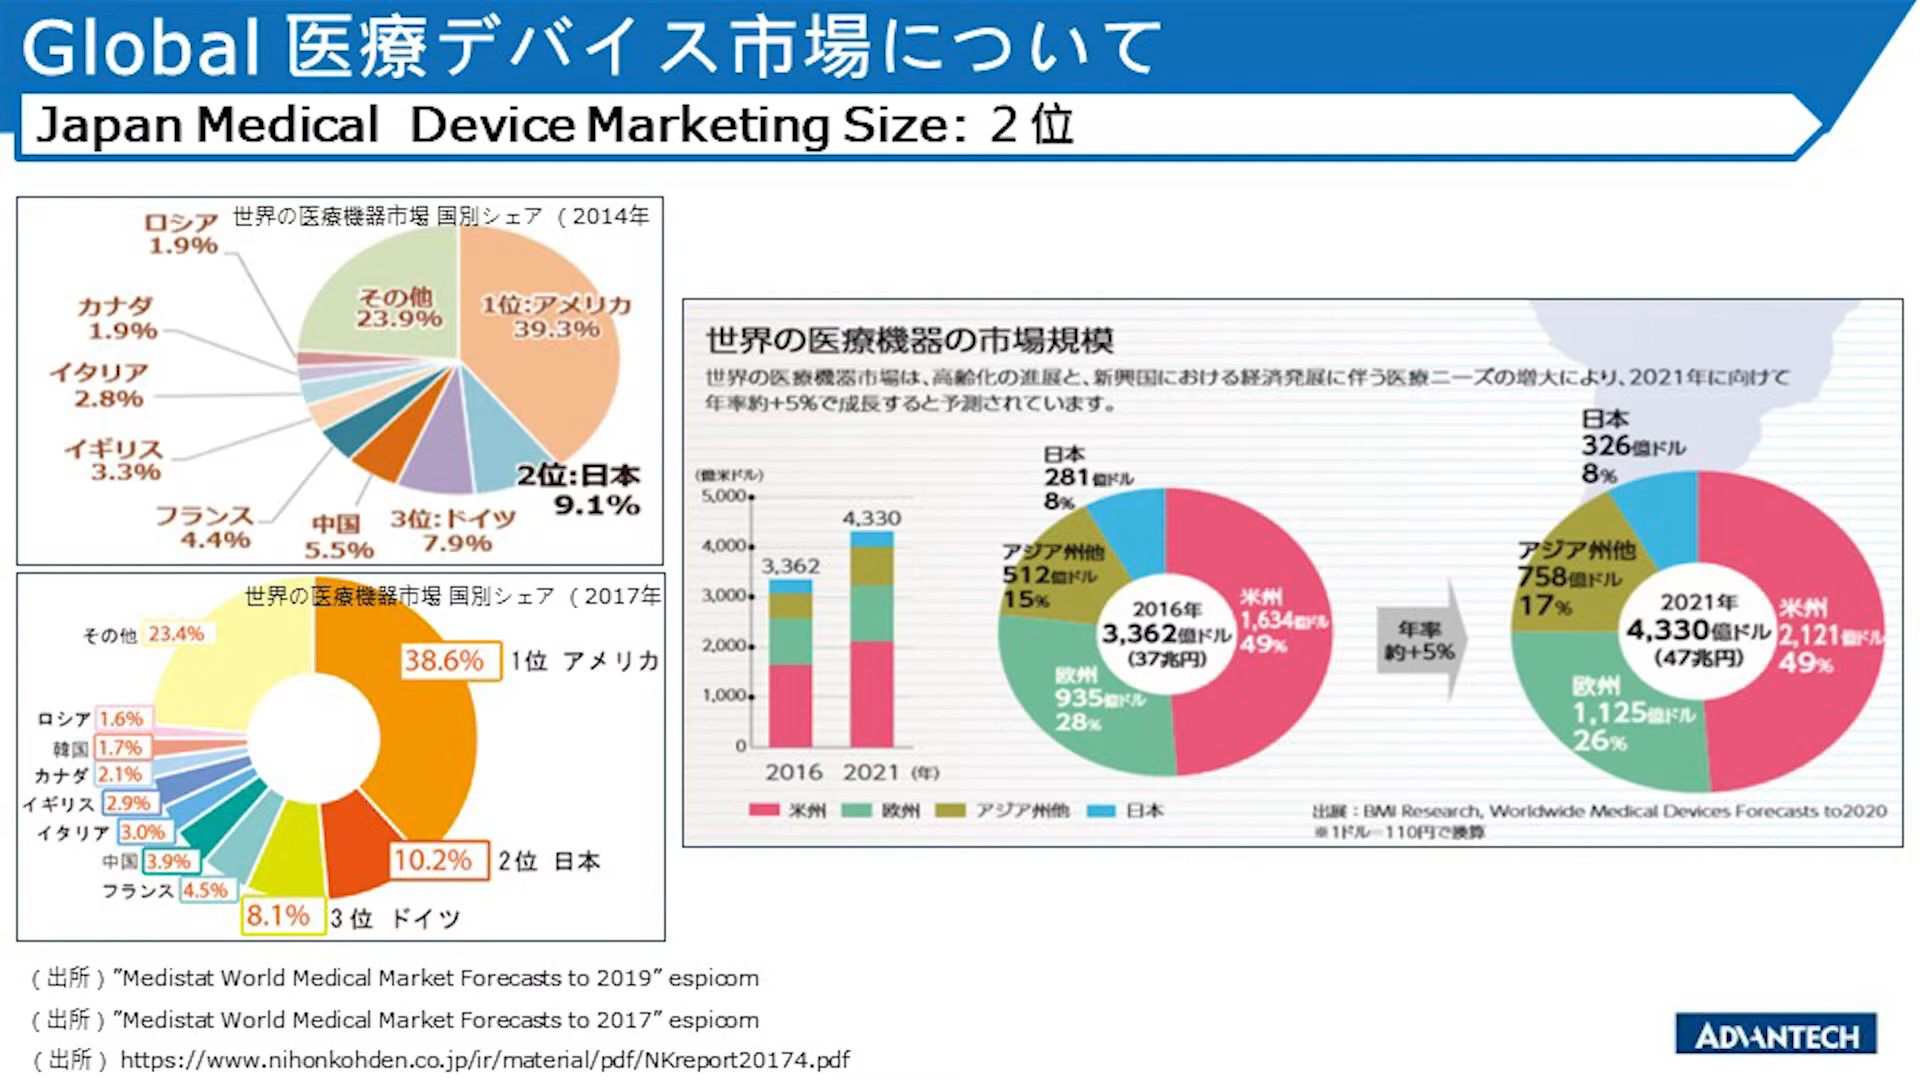 Global 医療デバイス市場について
Japan Medical Device Marketing Size: 2位
世界の医療機器市場 国別シェア (2014年
ロシア
1.9%
カナダ
1.9%
イタリア
2.8%
イギリス
3.3%
フランス
4.4%
中国
5.5%
3位:ドイツ
7.9%
2位:日本
9.1%
1位:アメリカ
39.3%
その他
23.9%
世界の医療機器市場 国別シェア (2017年
その他 23.4%
38.6% 1位 アメリカ
ロシア 1.6%
韓国 1.7%
カナダ 2.1%
イギリス 2.9%
イタリア 3.0%
中国 3.9%
フランス 4.5%
8.1% 3位 ドイツ
10.2% 2位 日本
世界の医療機器の市場規模
世界の医療機器市場は、高齢化の進展と、新興国における経済発展に伴う医療ニーズの増大により、2021年に向けて
年率約+5%で成長すると予測されています。
(億米ドル)
5,000
4,000
3,000
2,000
1,000
0
3,362
4,330
2016 2021 (年)
日本
281億ドル
8%
アジア州他
512億ドル
15%
欧州
935億ドル
28%
米州
1,634億ドル
49%
2016年
3,362億ドル
(37兆円)
年率
約+5%
日本
326億ドル
8%
アジア州他
758億ドル
17%
欧州
1,125億ドル
26%
米州
2,121億ドル
49%
2021年
4,330億ドル
(47兆円)
米州 欧州 アジア州他 日本
出展:BMI Research, Worldwide Medical Devices Forecasts to2020
※1ドル=110円で換算
(出所) "Medistat World Medical Market Forecasts to 2019" espicom
(出所) "Medistat World Medical Market Forecasts to 2017" espicom
(出所) https://www.nihonkohden.co.jp/ir/material/pdf/NKreport20174.pdf
ADVANTECH